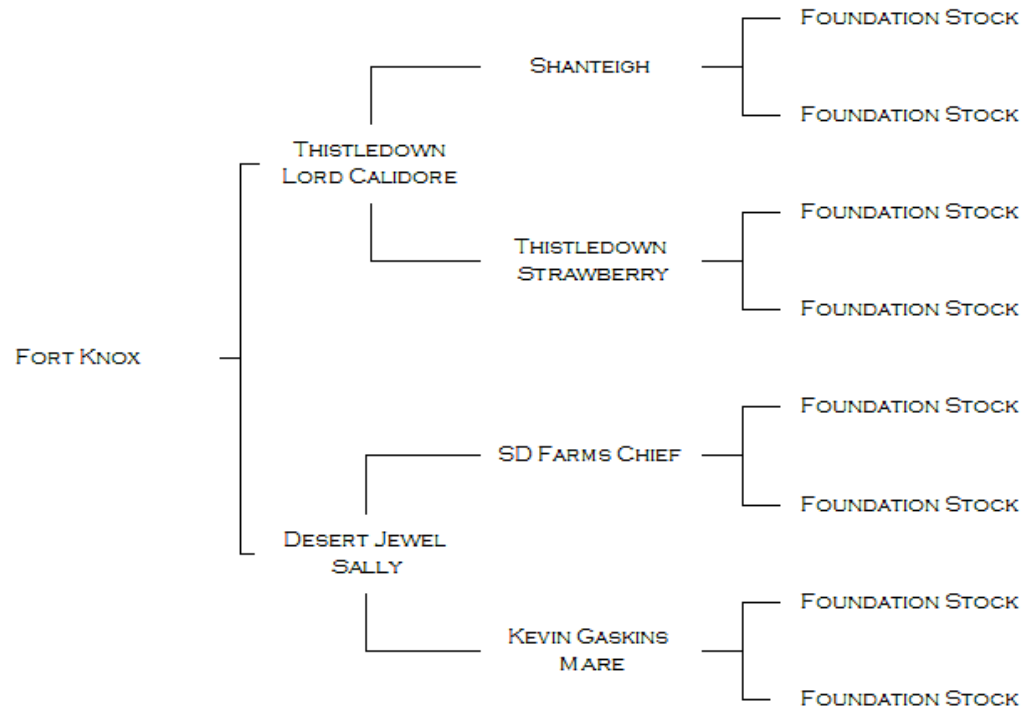 Foundation Stock
Shanteigh
Foundation Stock
Thistledown
Lord Calidore
Foundation Stock
Thistledown
Strawberry
Foundation Stock
Fort Knox
Foundation Stock
SD Farms Chief
Foundation Stock
Desert Jewel
Sally
Foundation Stock
Kevin Gaskins
Mare
Foundation Stock